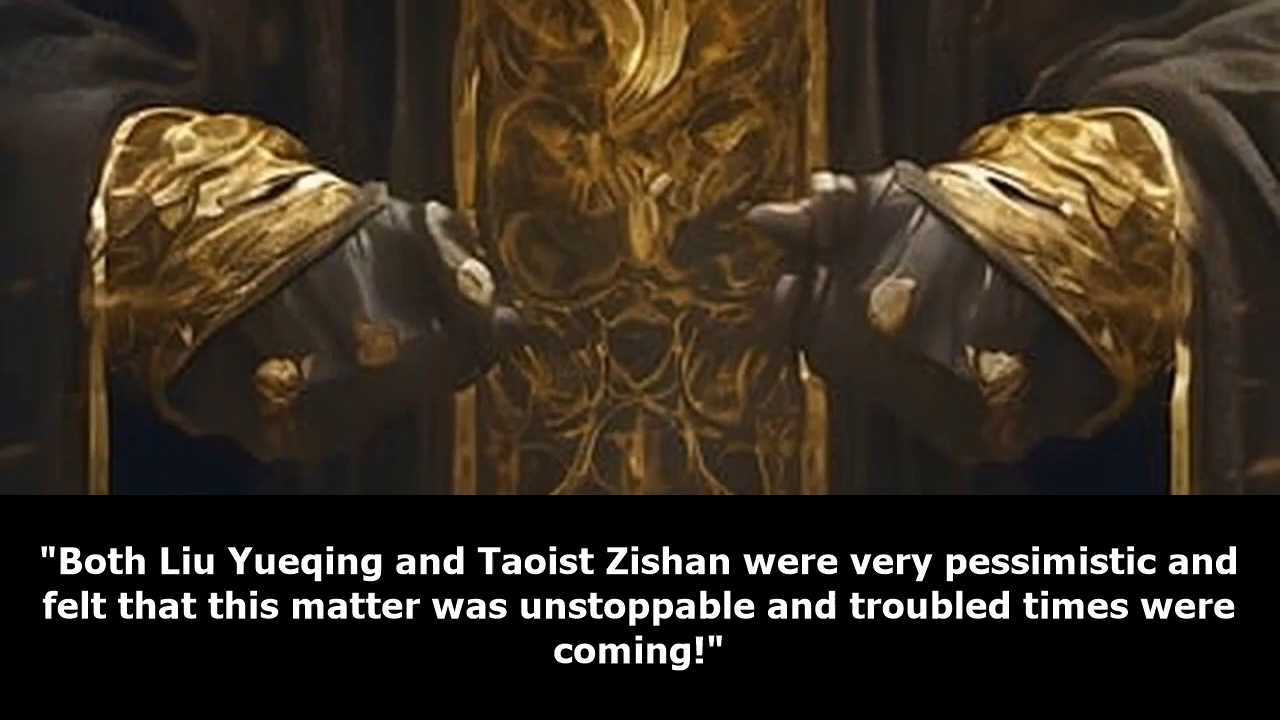 "Both Liu Yueqing and Taoist Zishan were very pessimistic and
felt that this matter was unstoppable and troubled times were
coming!"